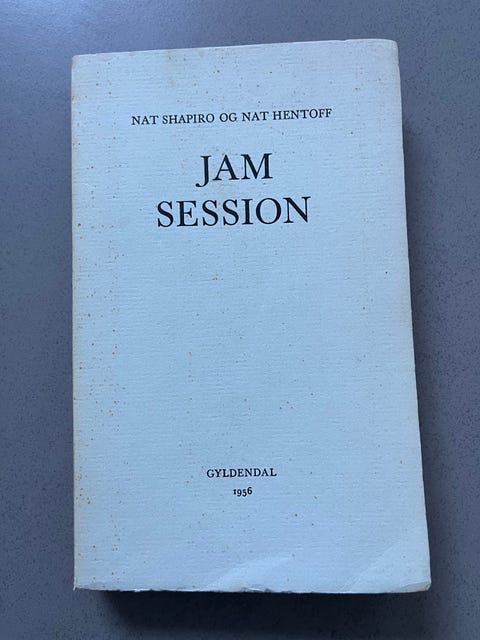 NAT SHAPIRO OG NAT HENTOFF
JAM
SESSION
GYLDENDAL
1956